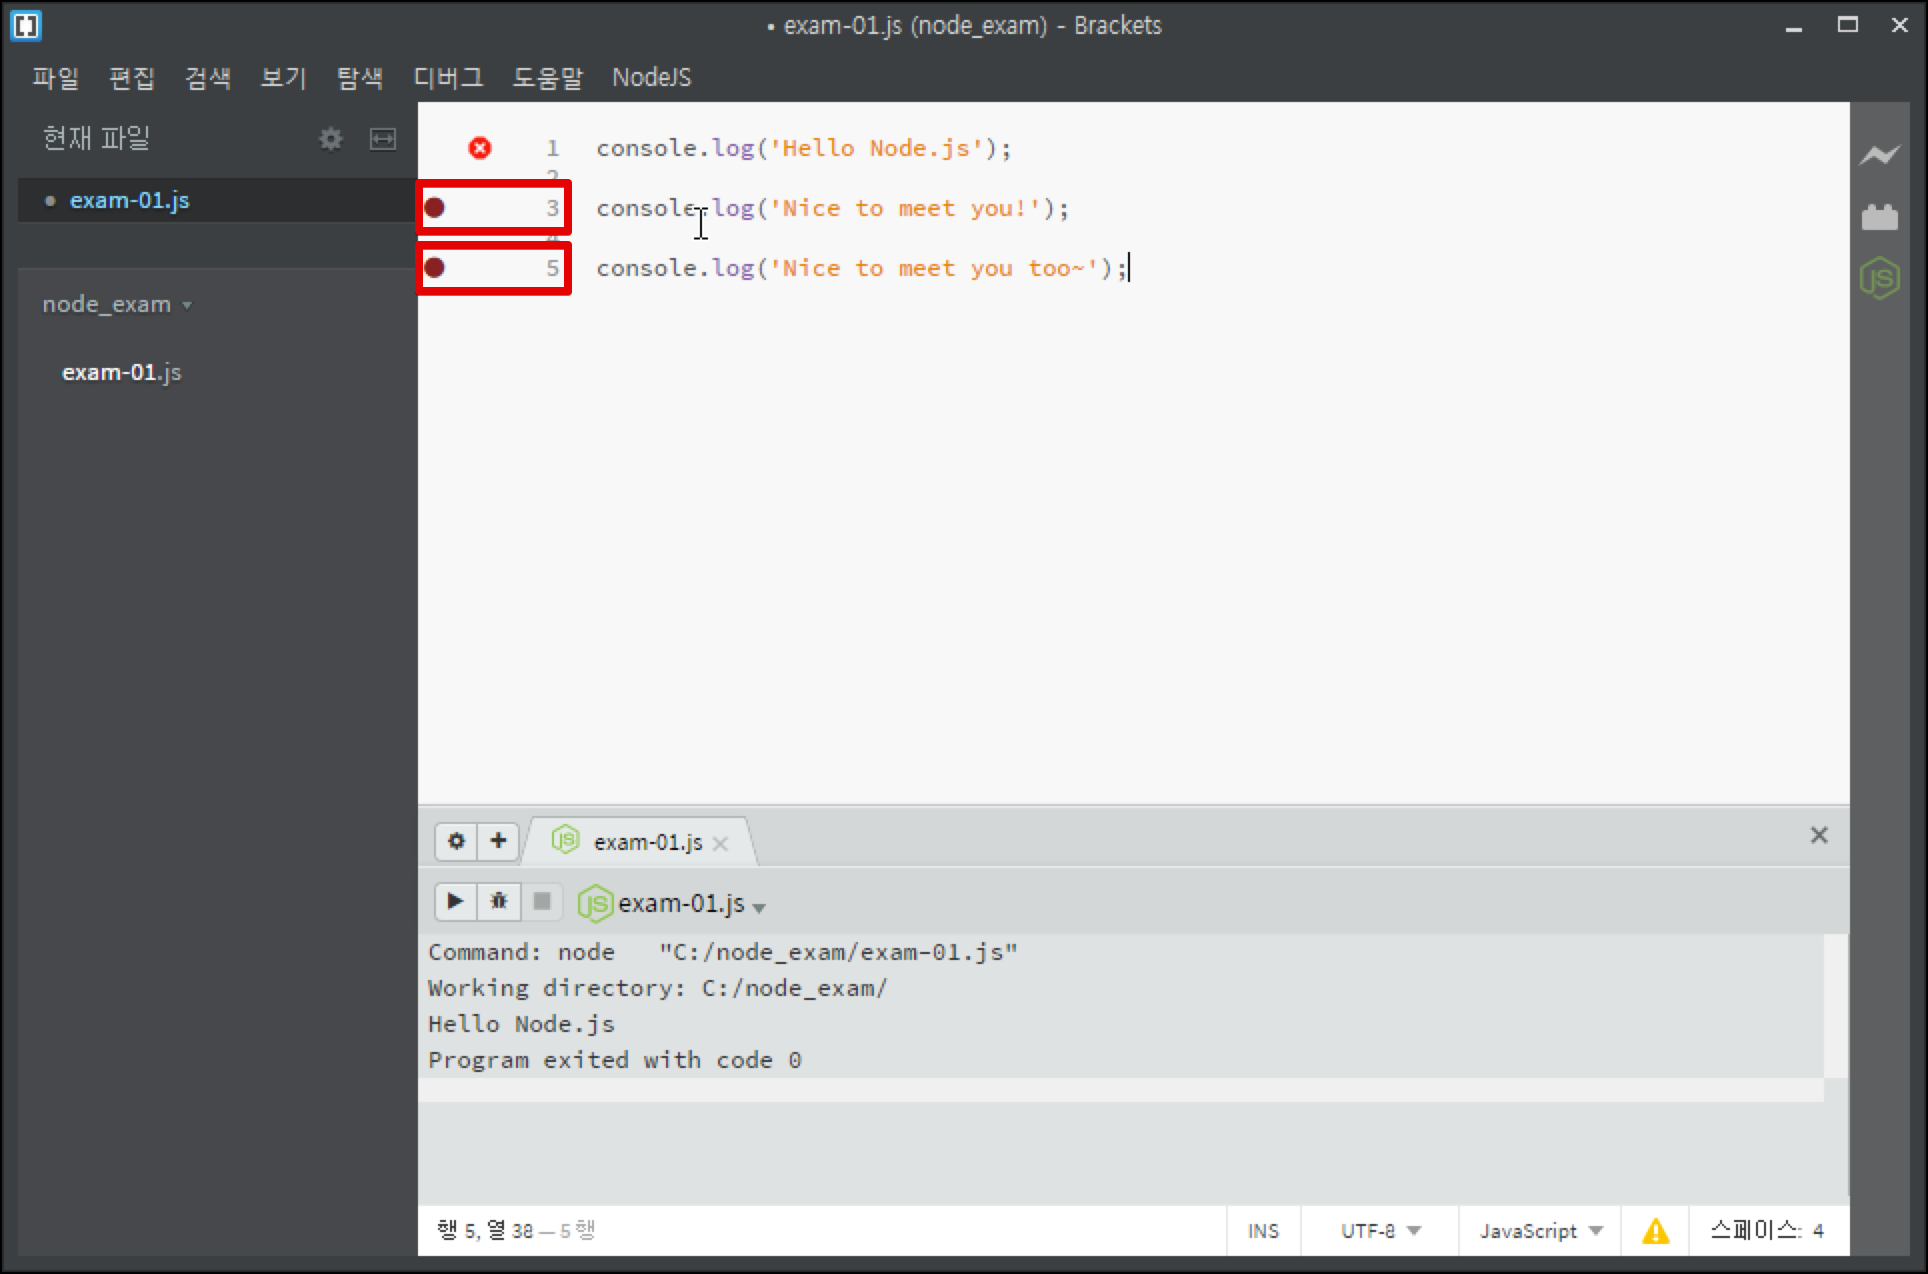 • exam-01.js (node_exam) - Brackets
파일 편집 검색 보기 탐색 디버그 도움말 NodeJS
현재 파일
• exam-01.js
node_exam
exam-01.js
1 console.log('Hello Node.js');
2
3 console.log('Nice to meet you!');
4
5 console.log('Nice to meet you too~');
JS exam-01.js
JS exam-01.js
Command: node   "C:/node_exam/exam-01.js"
Working directory: C:/node_exam/
Hello Node.js
Program exited with code 0
행 5, 열 38 — 5 행 INS UTF-8 JavaScript 스페이스: 4
JS